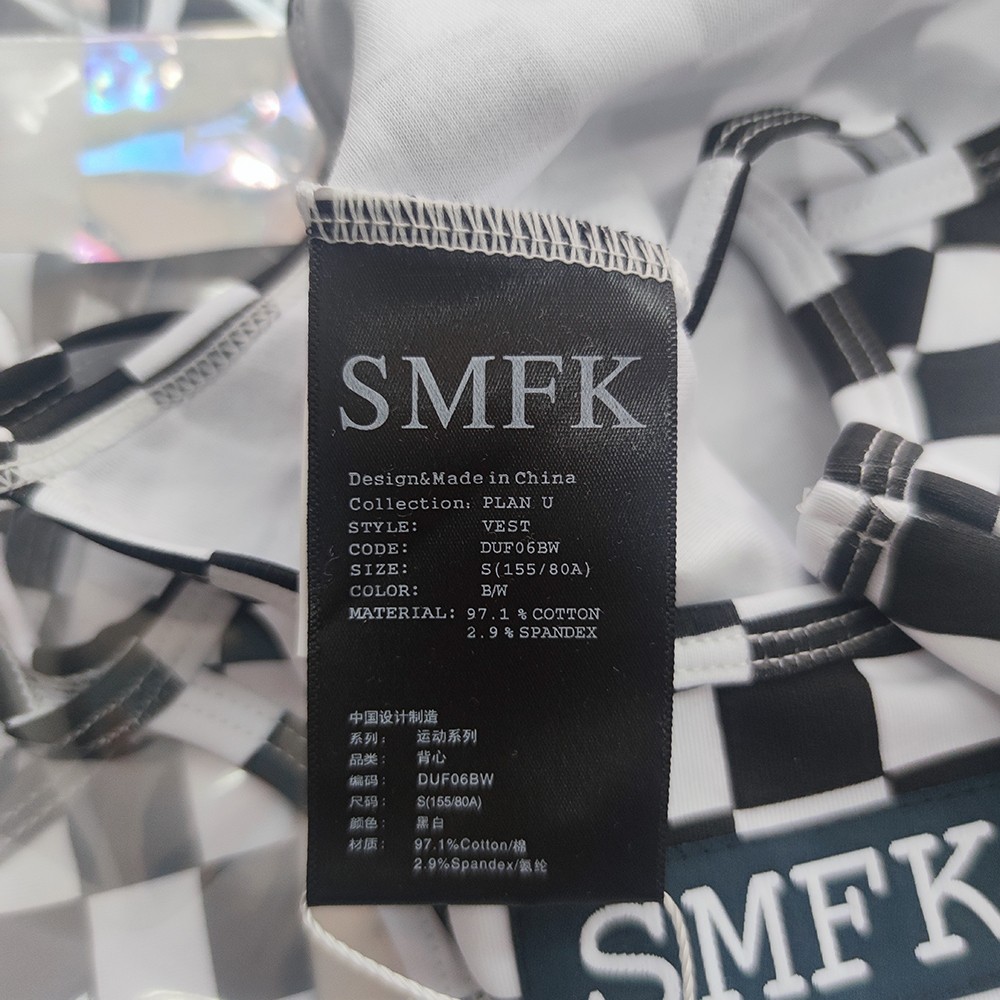 SMFK
Design&Made in China
Collection: PLAN U
STYLE: VEST
CODE: DUF06BW
SIZE: S(155/80A)
COLOR: B/W
MATERIAL: 97.1 % COTTON
2.9 % SPANDEX
中国设计制造
系列: 运动系列
品类: 背心
编码: DUF06BW
尺码: S(155/80A)
颜色: 黑白
材质: 97.1%Cotton/棉
2.9%Spandex/氨纶
SMFK